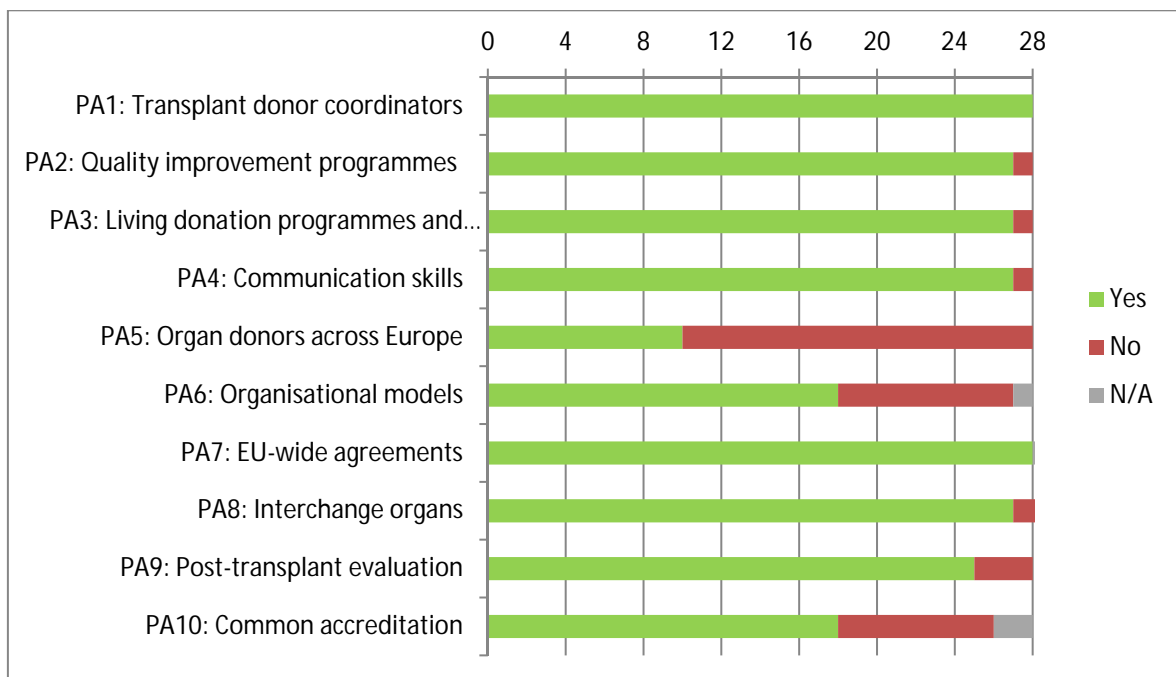 0 4 8 12 16 20 24 28
PA1: Transplant donor coordinators
PA2: Quality improvement programmes
PA3: Living donation programmes and...
PA4: Communication skills
PA5: Organ donors across Europe
PA6: Organisational models
PA7: EU-wide agreements
PA8: Interchange organs
PA9: Post-transplant evaluation
PA10: Common accreditation
Yes
No
N/A